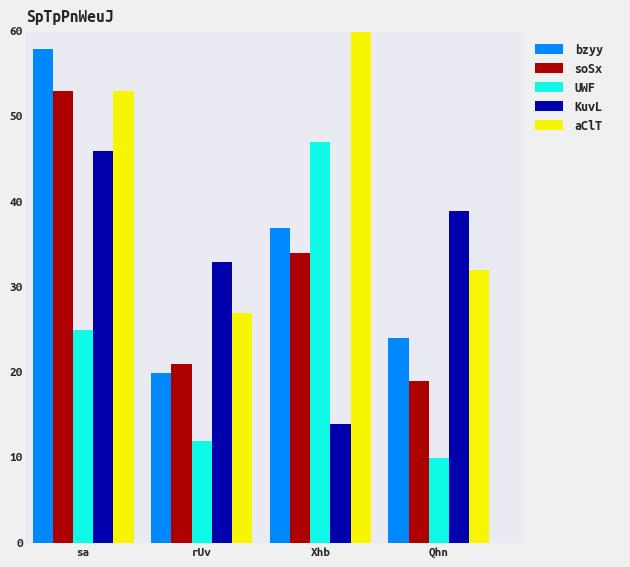 SpTpPnWeuJ
60
50
40
30
20
10
0
sa rUv Xhb Qhn
bzyy
soSx
UWF
KuvL
aClT